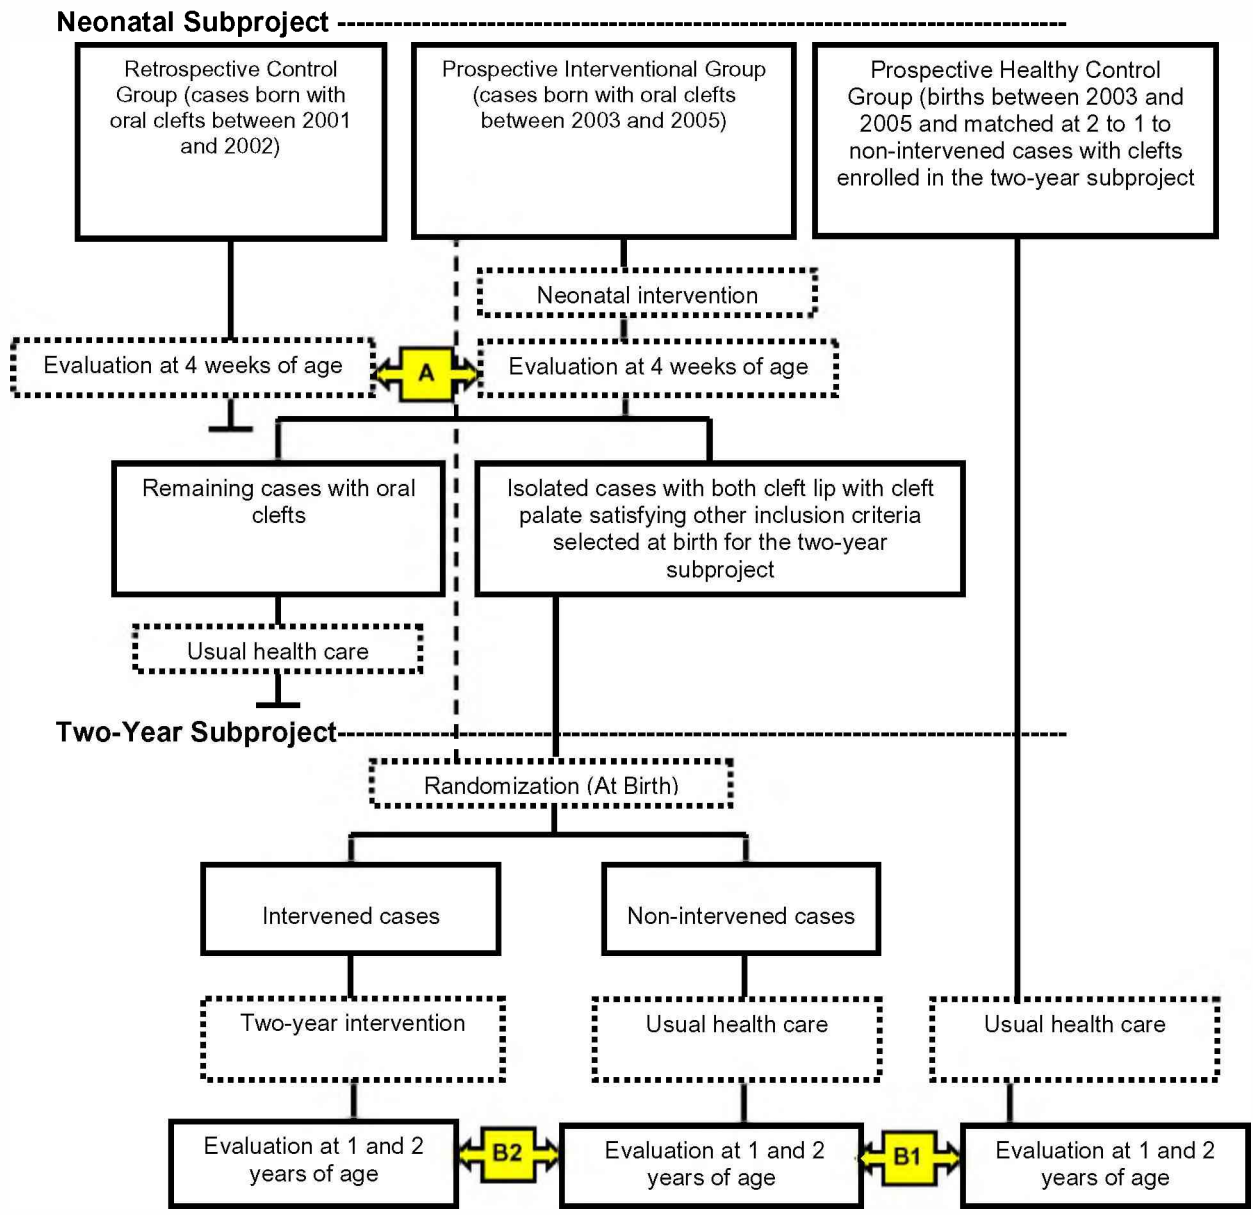 Neonatal Subproject
Retrospective Control
Group (cases born with
oral clefts between 2001
and 2002)
Prospective Interventional Group
(cases born with oral clefts
between 2003 and 2005)
Prospective Healthy Control
Group (births between 2003 and
2005 and matched at 2 to 1 to
non-intervened cases with clefts
enrolled in the two-year subproject
Neonatal intervention
Evaluation at 4 weeks of age
A
Evaluation at 4 weeks of age
Remaining cases with oral
clefts
Isolated cases with both cleft lip with cleft
palate satisfying other inclusion criteria
selected at birth for the two-year
subproject
Usual health care
Two-Year Subproject
Randomization (At Birth)
Intervened cases
Non-intervened cases
Two-year intervention
Usual health care
Usual health care
Evaluation at 1 and 2
years of age
B2
Evaluation at 1 and 2
years of age
B1
Evaluation at 1 and 2
years of age